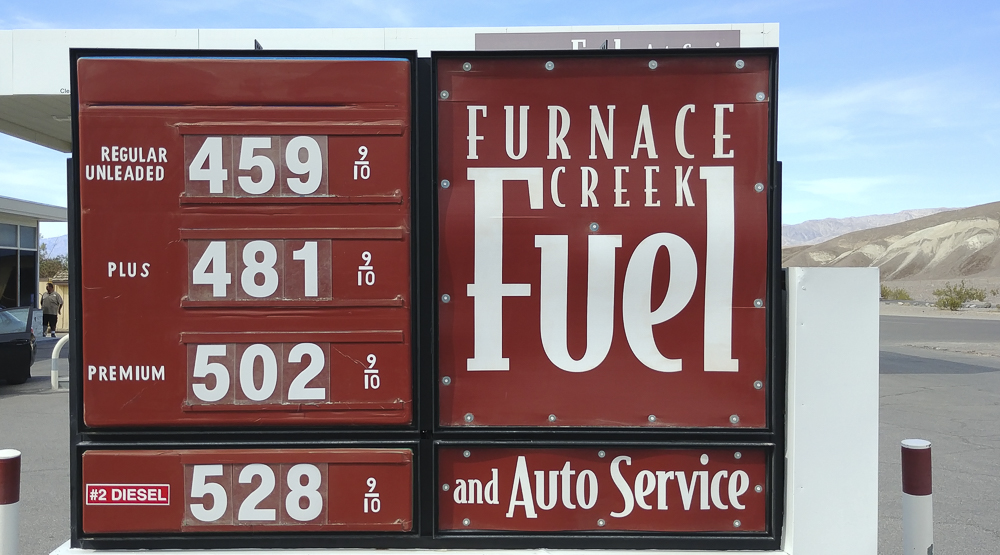 REGULAR
UNLEADED
459 9/10
PLUS
481 9/10
PREMIUM
502 9/10
#2 DIESEL
528 9/10
FURNACE
CREEK
Fuel
and Auto Service